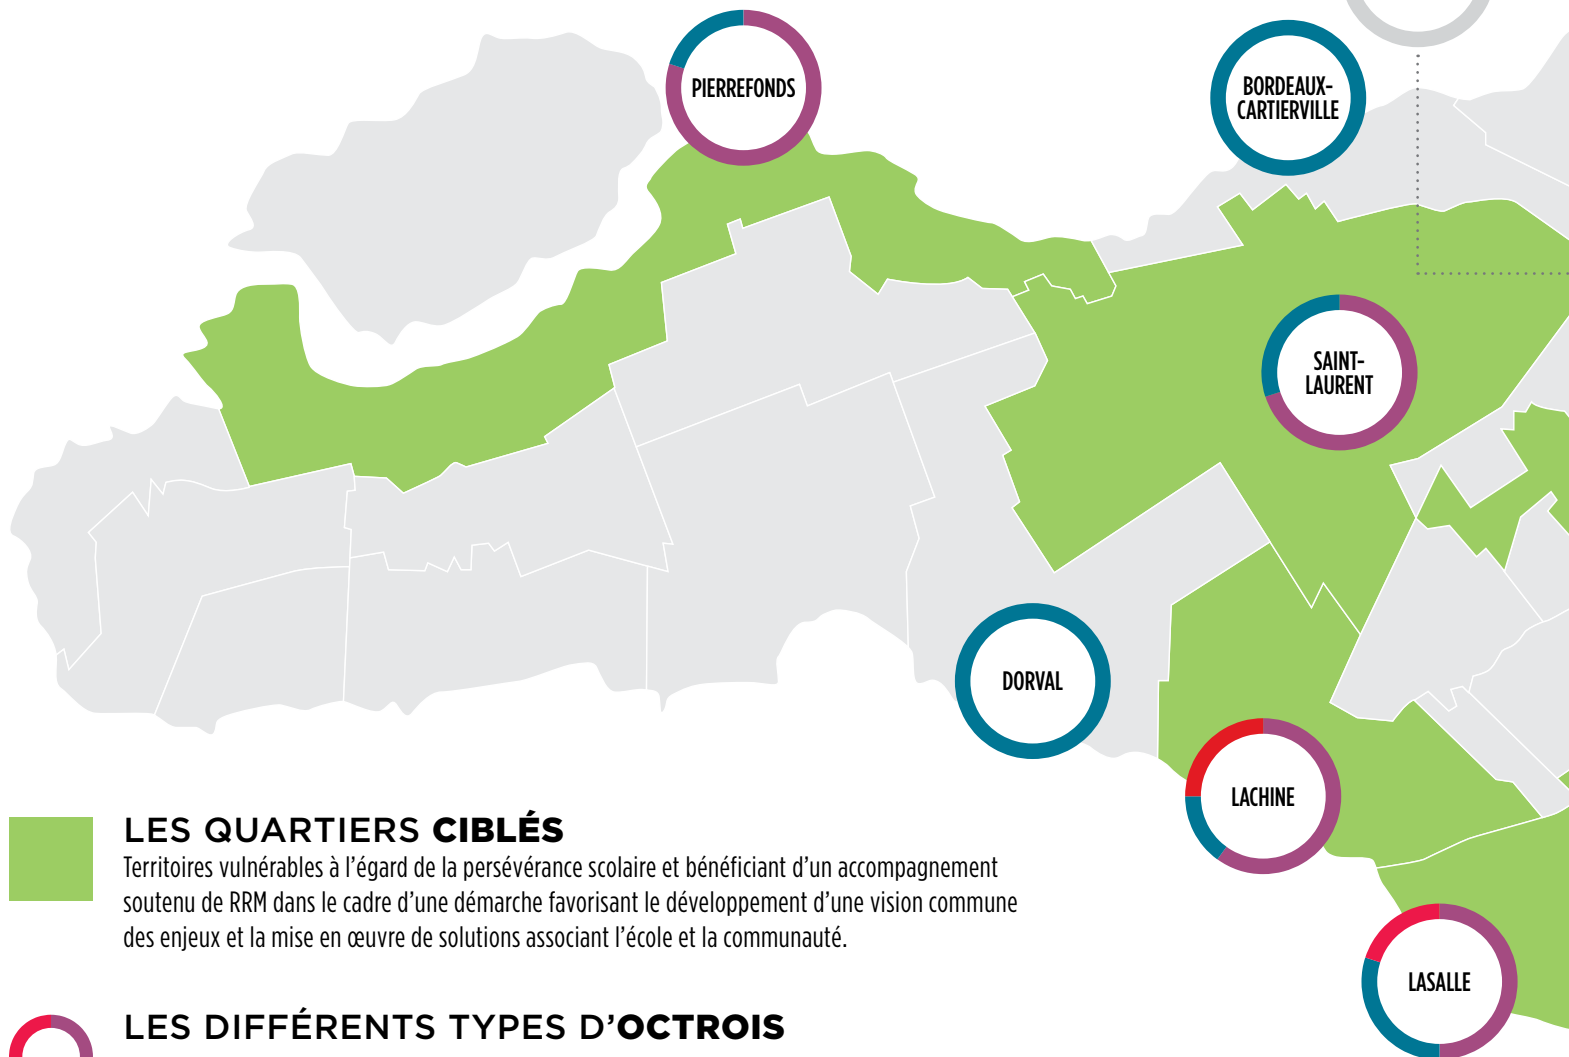 PIERREFONDS
BORDEAUX-
CARTIERVILLE
SAINT-
LAURENT
DORVAL
LACHINE
LASALLE
LES QUARTIERS CIBLÉS
Territoires vulnérables à l’égard de la persévérance scolaire et bénéficiant d’un accompagnement
soutenu de RRM dans le cadre d’une démarche favorisant le développement d’une vision commune
des enjeux et la mise en œuvre de solutions associant l’école et la communauté.
LES DIFFÉRENTS TYPES D’OCTROIS